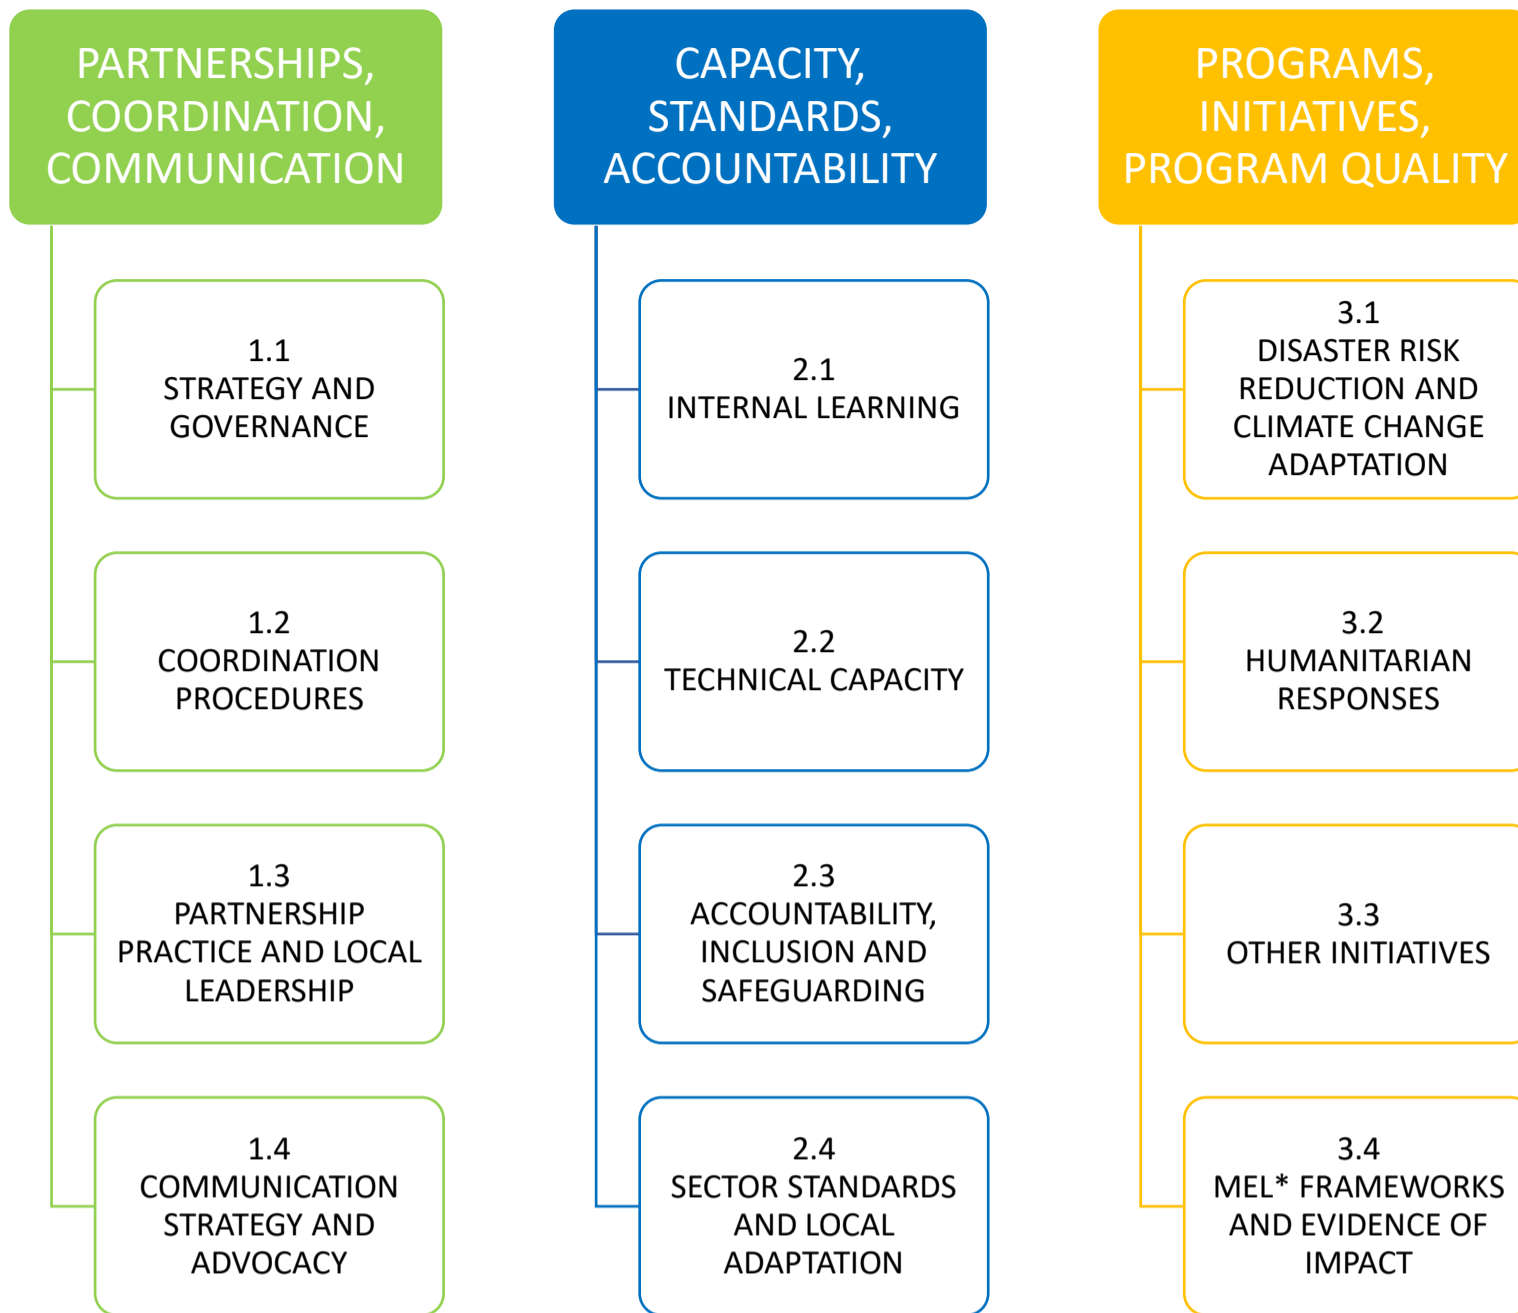 PARTNERSHIPS,
COORDINATION,
COMMUNICATION
1.1
STRATEGY AND
GOVERNANCE
1.2
COORDINATION
PROCEDURES
1.3
PARTNERSHIP
PRACTICE AND LOCAL
LEADERSHIP
1.4
COMMUNICATION
STRATEGY AND
ADVOCACY
CAPACITY,
STANDARDS,
ACCOUNTABILITY
2.1
INTERNAL LEARNING
2.2
TECHNICAL CAPACITY
2.3
ACCOUNTABILITY,
INCLUSION AND
SAFEGUARDING
2.4
SECTOR STANDARDS
AND LOCAL
ADAPTATION
PROGRAMS,
INITIATIVES,
PROGRAM QUALITY
3.1
DISASTER RISK
REDUCTION AND
CLIMATE CHANGE
ADAPTATION
3.2
HUMANITARIAN
RESPONSES
3.3
OTHER INITIATIVES
3.4
MEL* FRAMEWORKS
AND EVIDENCE OF
IMPACT